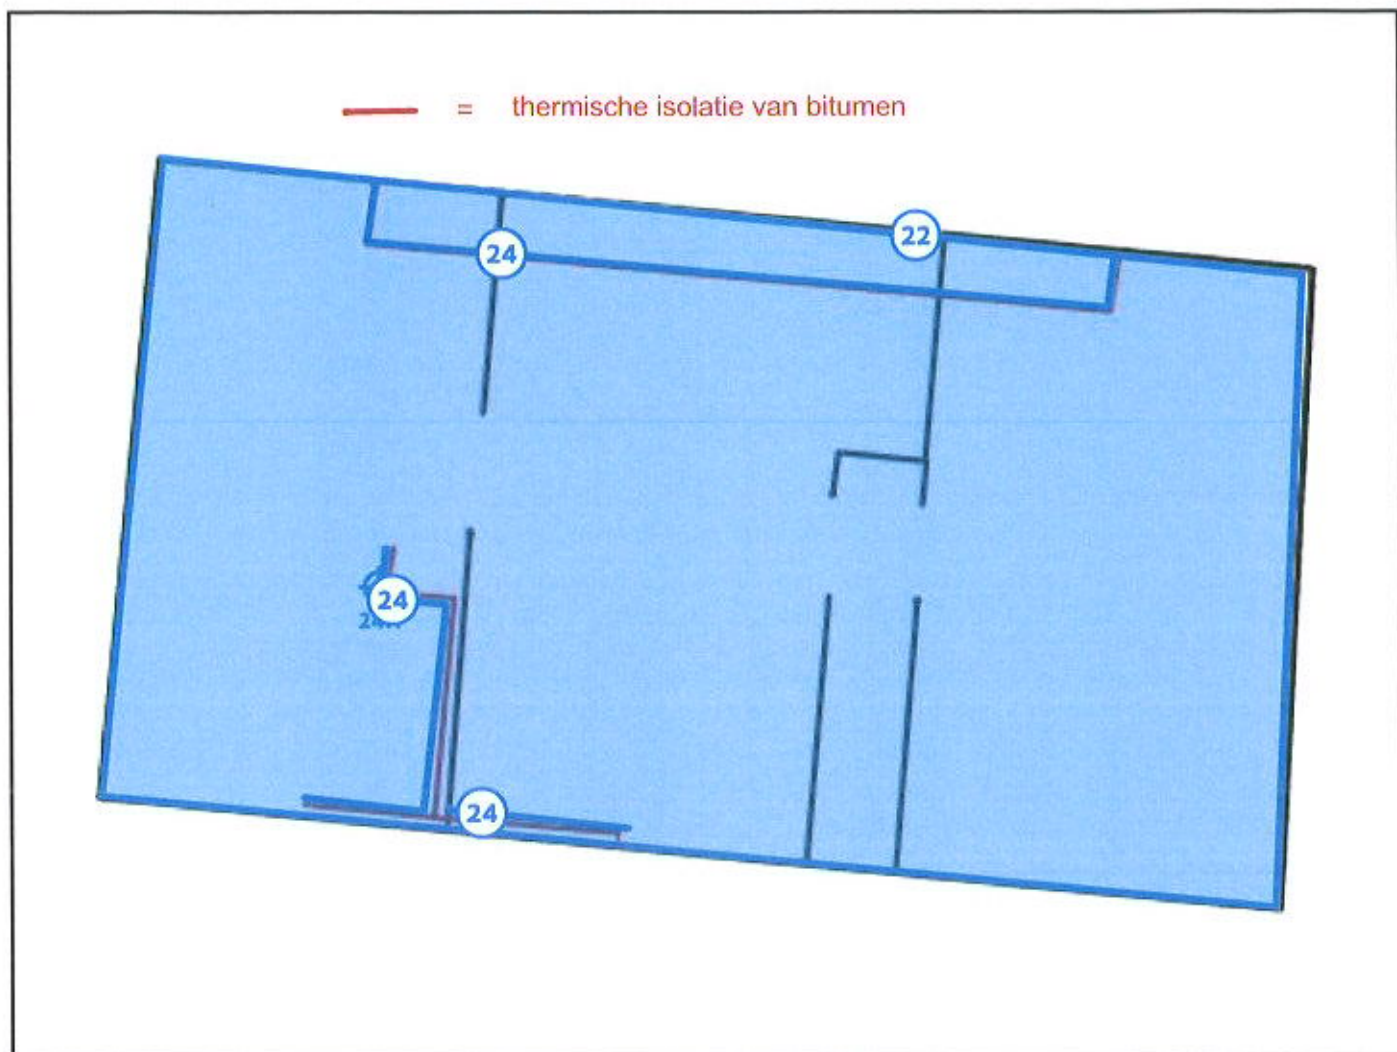 = thermische isolatie van bitumen
22
24
24
24